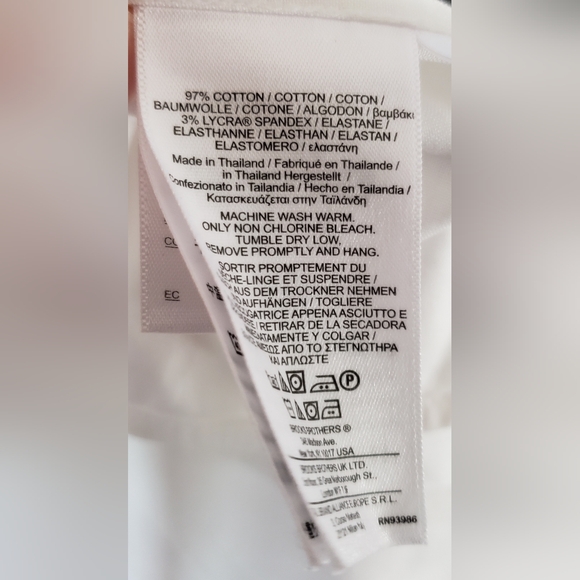 97% COTTON / COTTON / COTON /
BAUMWOLLE / COTONE / ALGODON / βαμβάκι
3% LYCRA® SPANDEX / ELASTANE /
ELASTHANNE / ELASTHAN / ELASTAN /
ELASTOMERO / ελαστάνη
Made in Thailand / Fabriqué en Thaïlande /
in Thailand Hergestellt /
Confezionato in Tailandia / Hecho en Tailandia /
Κατασκευάζεται στην Ταϊλάνδη
MACHINE WASH WARM.
ONLY NON CHLORINE BLEACH.
TUMBLE DRY LOW,
REMOVE PROMPTLY AND HANG.
SORTIR PROMPTEMENT DU
-LINGE ET SUSPENDRE /
AUS DEM TROCKNER NEHMEN
AUFHÄNGEN / TOGLIERE
APPENA ASCIUTTO E
/ RETIRAR DE LA SECADORA
Y COLGAR /
ΑΠΟ ΤΟ ΣΤΕΓΝΩΤΗΡΑ
ΚΑΙ ΑΠΛΩΣΤΕ
EC
BROOKS BROTHERS ®
346 Madison Ave.
New York, NY, 10017 USA
BROOKS BROTHERS UK LTD.
S.R.L.
RN93986